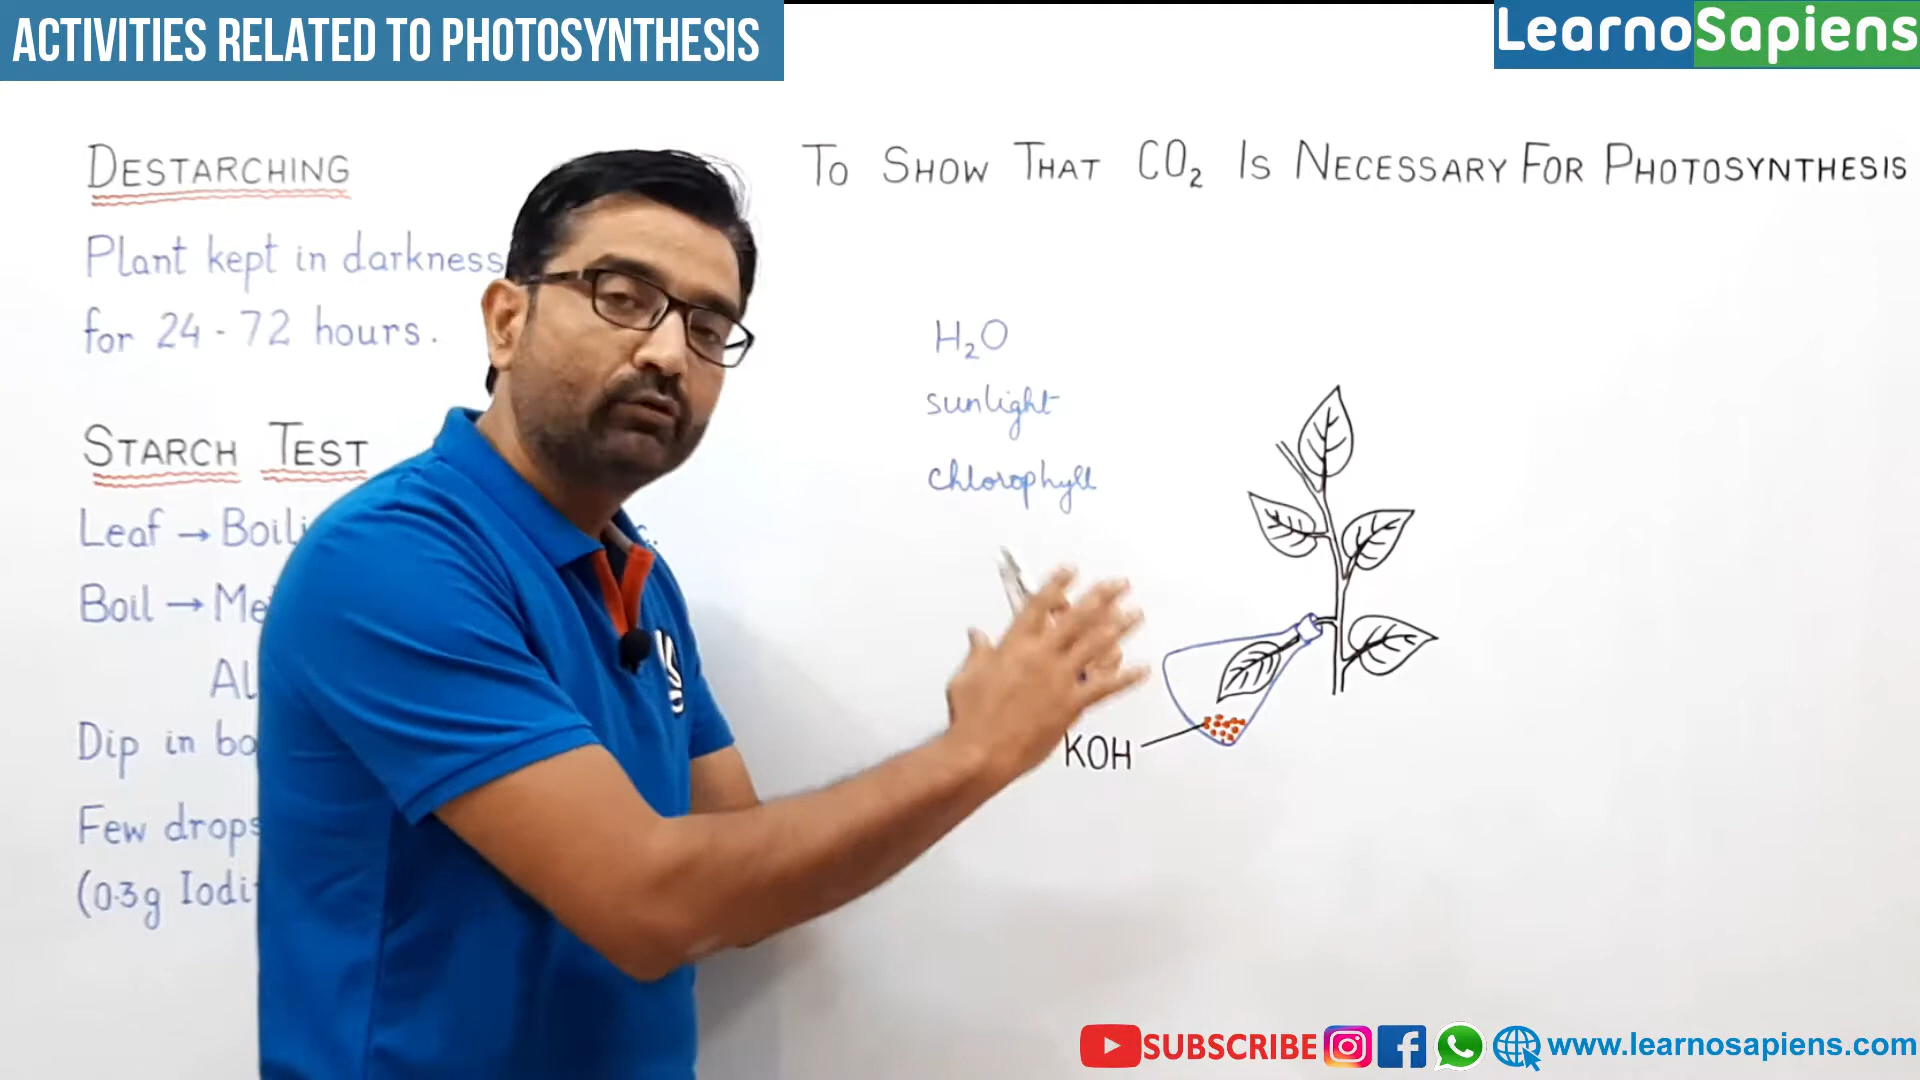 ACTIVITIES RELATED TO PHOTOSYNTHESIS
LearnoSapiens
DESTARCHING
Plant kept in darkness
for 24 - 72 hours.
STARCH TEST
Leaf → Boili
Boil → Me
Al
Dip in bo
Few drops
(0.3g Iodi
TO SHOW THAT CO₂ IS NECESSARY FOR PHOTOSYNTHESIS
H₂O
sunlight
chlorophyll
KOH
SUBSCRIBE
www.learnosapiens.com